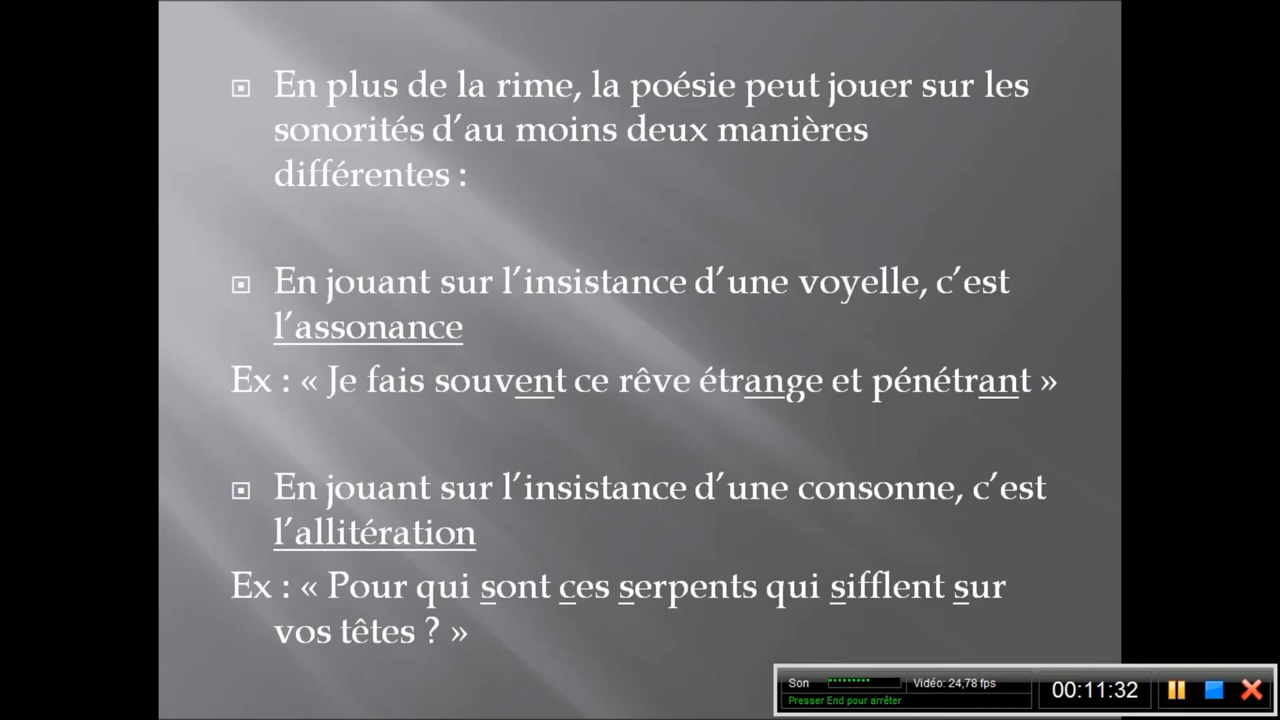 En plus de la rime, la poésie peut jouer sur les
sonorités d’au moins deux manières
différentes :
En jouant sur l’insistance d’une voyelle, c’est
l’assonance
Ex : « Je fais souvent ce rêve étrange et pénétrant »
En jouant sur l’insistance d’une consonne, c’est
l’allitération
Ex : « Pour qui sont ces serpents qui sifflent sur
vos têtes ? »
Son Vidéo: 24,78 fps 00:11:32
Presser End pour arrêter